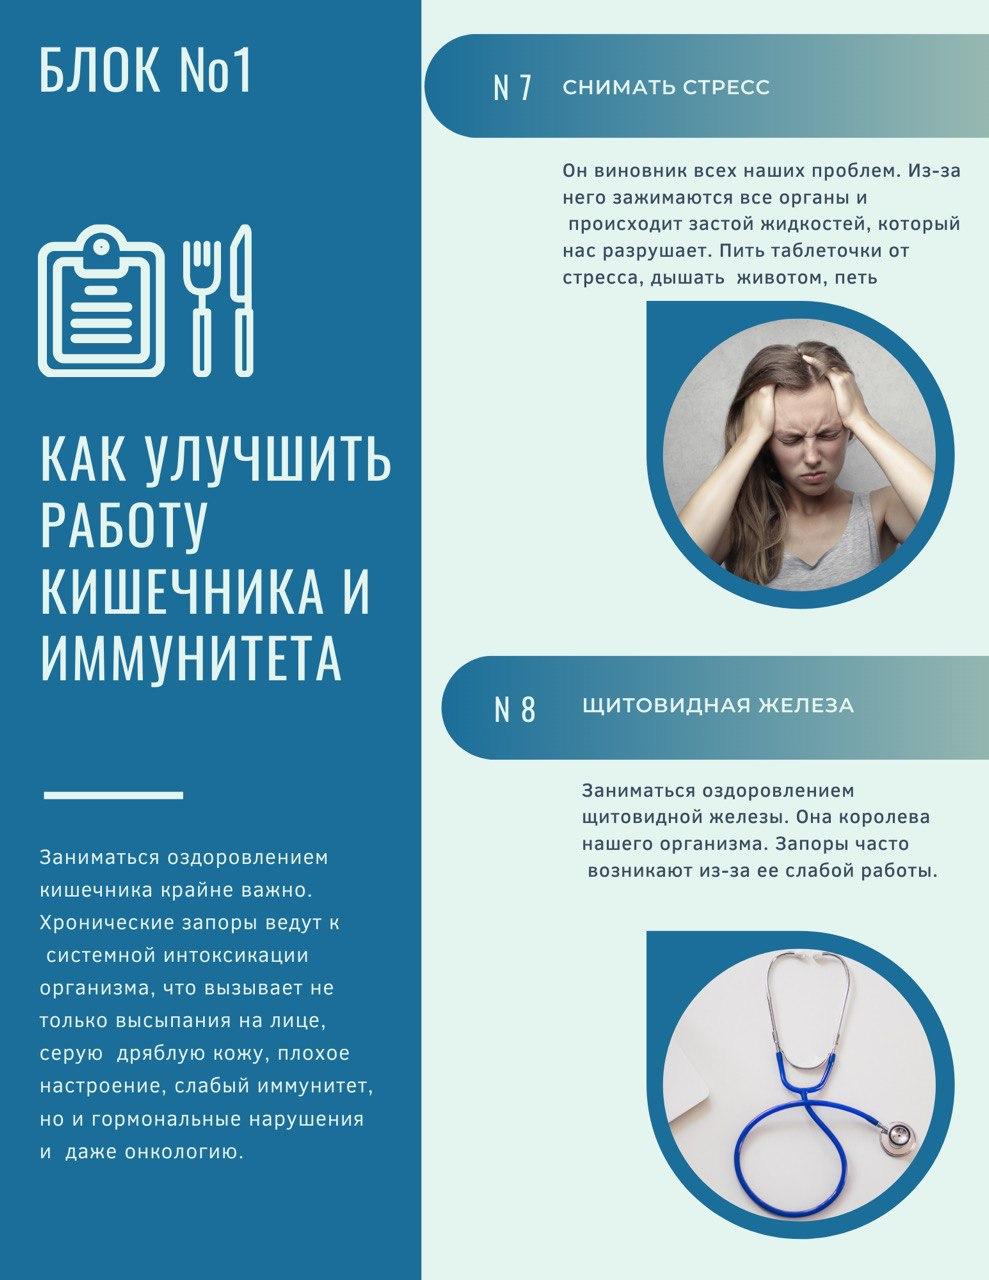 БЛОК №1
КАК УЛУЧШИТЬ
РАБОТУ
КИШЕЧНИКА И
ИММУНИТЕТА
Заниматься оздоровлением
кишечника крайне важно.
Хронические запоры ведут к
системной интоксикации
организма, что вызывает не
только высыпания на лице,
серую дряблую кожу, плохое
настроение, слабый иммунитет,
но и гормональные нарушения
и даже онкологию.
N 7 СНИМАТЬ СТРЕСС
Он виновник всех наших проблем. Из-за
него зажимаются все органы и
происходит застой жидкостей, который
нас разрушает. Пить таблеточки от
стресса, дышать животом, петь
N 8 ЩИТОВИДНАЯ ЖЕЛЕЗА
Заниматься оздоровлением
щитовидной железы. Она королева
нашего организма. Запоры часто
возникают из-за ее слабой работы.